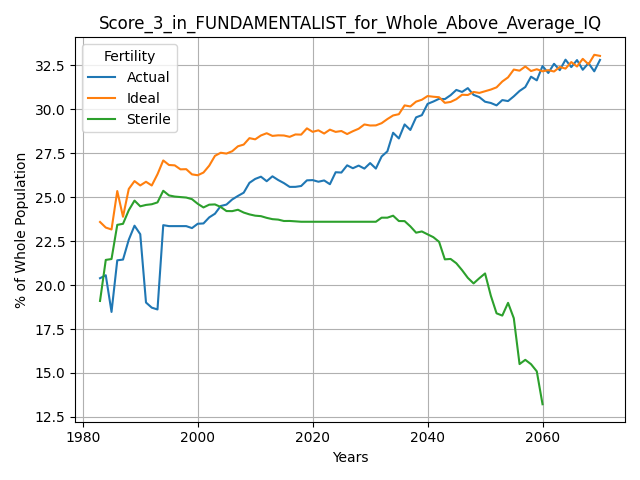 Score_3_in_FUNDAMENTALIST_for_Whole_Above_Average_IQ
Fertility
Actual
Ideal
Sterile
% of Whole Population
32.5
30.0
27.5
25.0
22.5
20.0
17.5
15.0
12.5
1980
2000
2020
2040
2060
Years